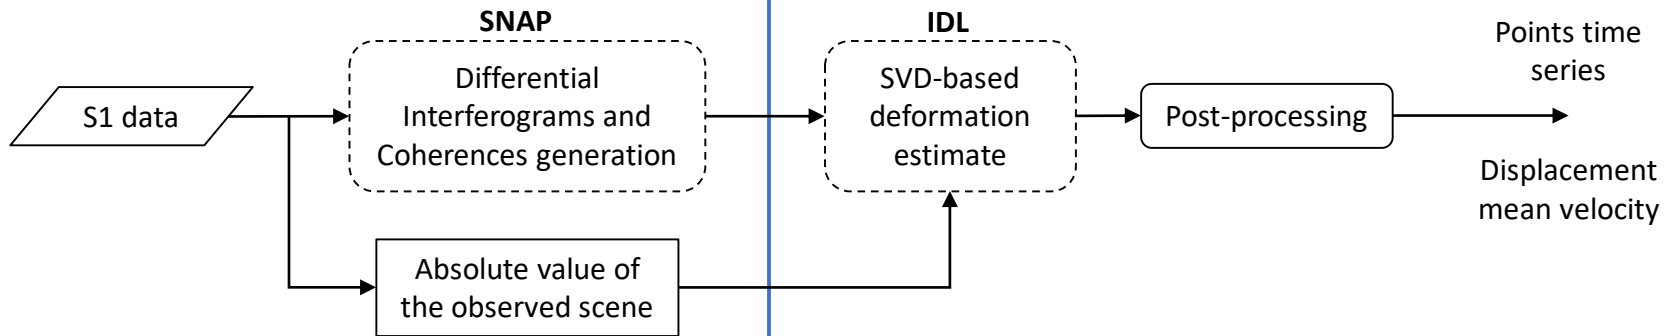 SNAP
IDL
S1 data
Differential
Interferograms and
Coherences generation
SVD-based
deformation
estimate
Post-processing
Points time
series
Displacement
mean velocity
Absolute value of
the observed scene